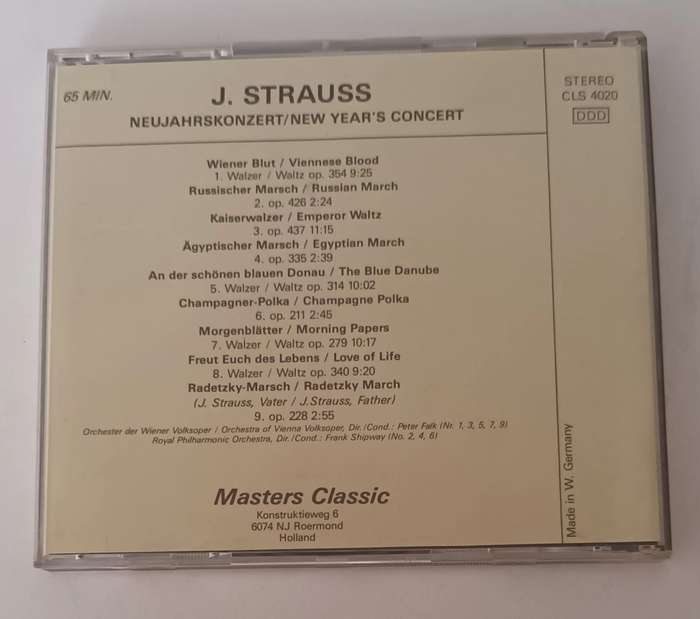 65 MIN.
J. STRAUSS
NEUJAHRSKONZERT/NEW YEAR'S CONCERT
STEREO
CLS 4020
DDD
Wiener Blut / Viennese Blood
1. Walzer / Waltz op. 354 9:25
Russischer Marsch / Russian March
2. op. 426 2:24
Kaiserwalzer / Emperor Waltz
3. op. 437 11:15
Ägyptischer Marsch / Egyptian March
4. op. 335 2:39
An der schönen blauen Donau / The Blue Danube
5. Walzer / Waltz op. 314 10:02
Champagner-Polka / Champagne Polka
6. op. 211 2:45
Morgenblätter / Morning Papers
7. Walzer / Waltz op. 279 10:17
Freut Euch des Lebens / Love of Life
8. Walzer / Waltz op. 340 9:20
Radetzky-Marsch / Radetzky March
(J. Strauss, Vater / J.Strauss, Father)
9. op. 228 2:55
Orchester der Wiener Volksoper / Orchestra of Vienna Volksoper, Dir. /Cond.: Peter Falk (Nr. 1, 3, 5, 7, 9)
Royal Philharmonic Orchestra, Dir./Cond.: Frank Shipway (No. 2, 4, 6)
Masters Classic
Konstruktieweg 6
6074 NJ Roermond
Holland
Made in W. Germany